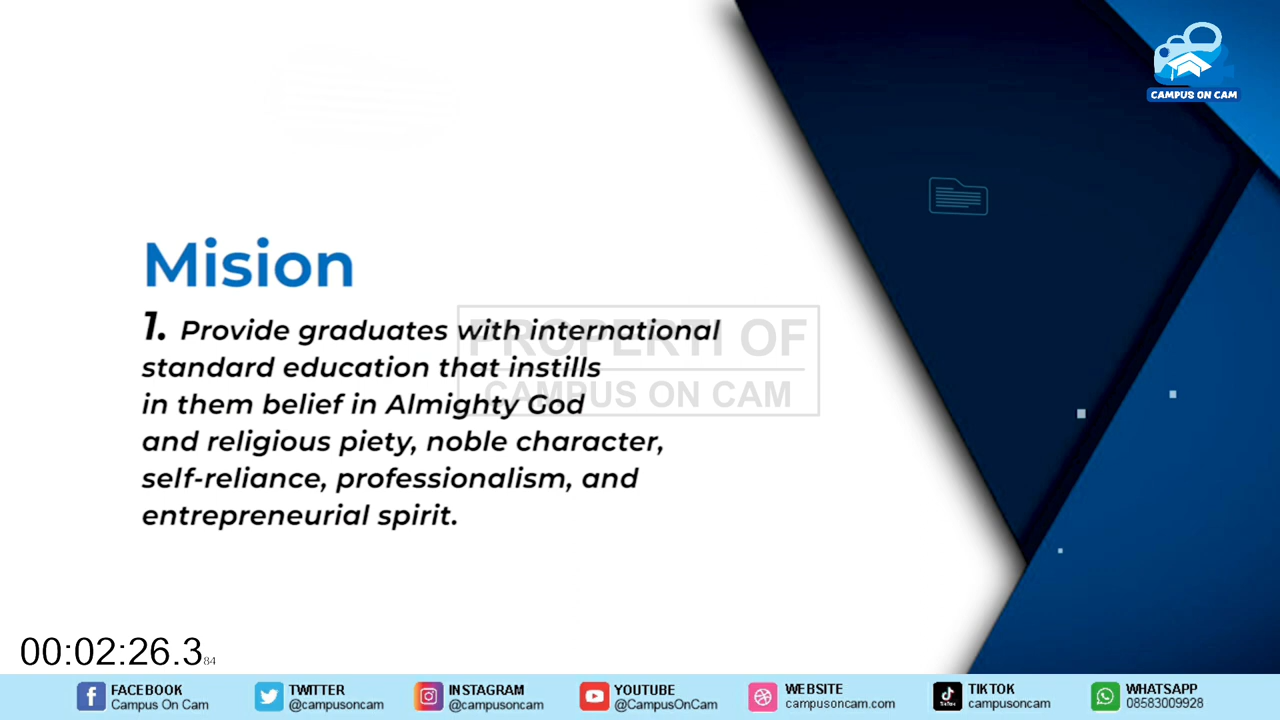 CAMPUS ON CAM
Mision
1. Provide graduates with international
standard education that instills
in them belief in Almighty God
and religious piety, noble character,
self-reliance, professionalism, and
entrepreneurial spirit.
PROPERTI OF
CAMPUS ON CAM
00:02:26.384
FACEBOOK
Campus On Cam
TWITTER
@campusoncam
INSTAGRAM
@campusoncam
YOUTUBE
@CampusOnCam
WEBSITE
campusoncam.com
TikTok
TIKTOK
campusoncam
WHATSAPP
08583009928